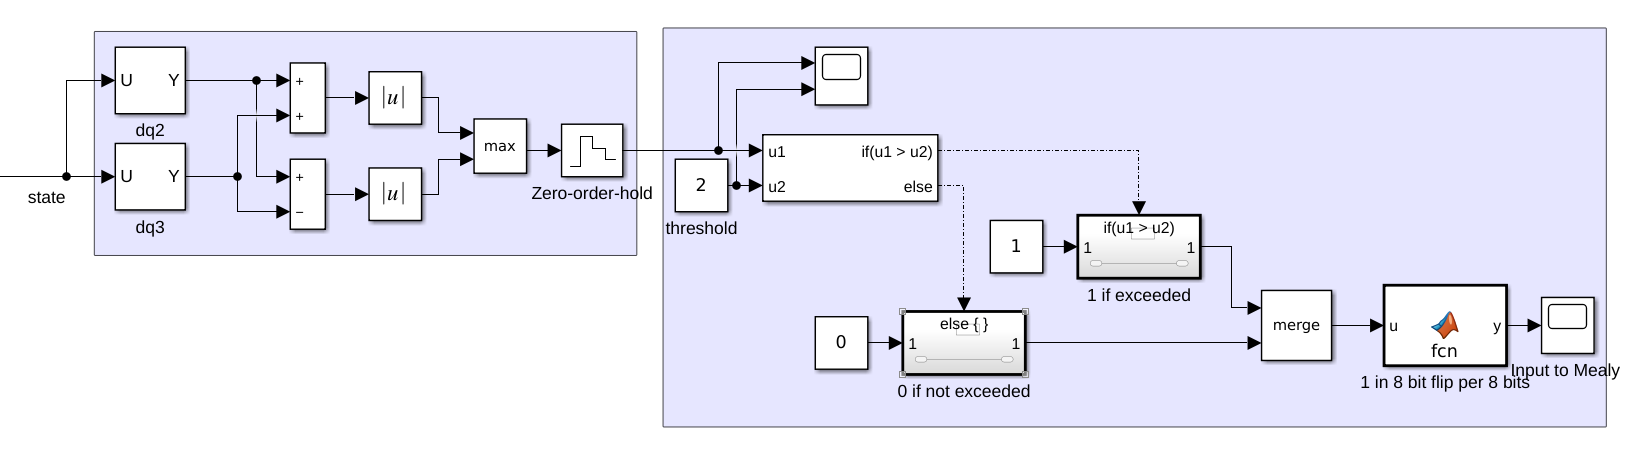 state
U Y
dq2
U Y
dq3
+
+
+
−
|u|
|u|
max
Zero-order-hold
2
threshold
u1 if(u1 > u2)
u2 else
1
if(u1 > u2)
1 1
1 if exceeded
0
else { }
1 1
0 if not exceeded
merge
u y
fcn
1 in 8 bit flip per 8 bits
Input to Mealy